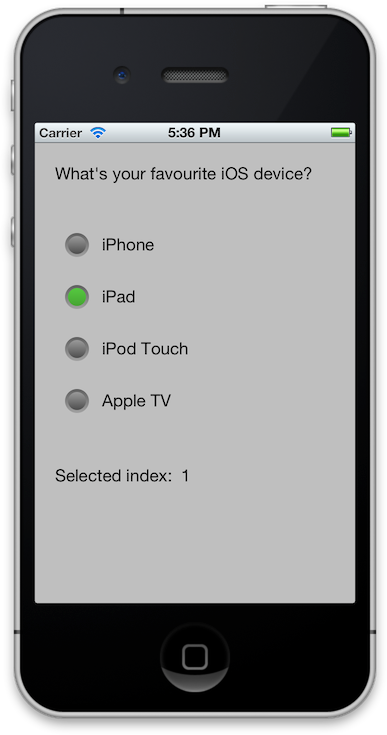 Carrier 5:36 PM
What's your favourite iOS device?
iPhone
iPad
iPod Touch
Apple TV
Selected index: 1